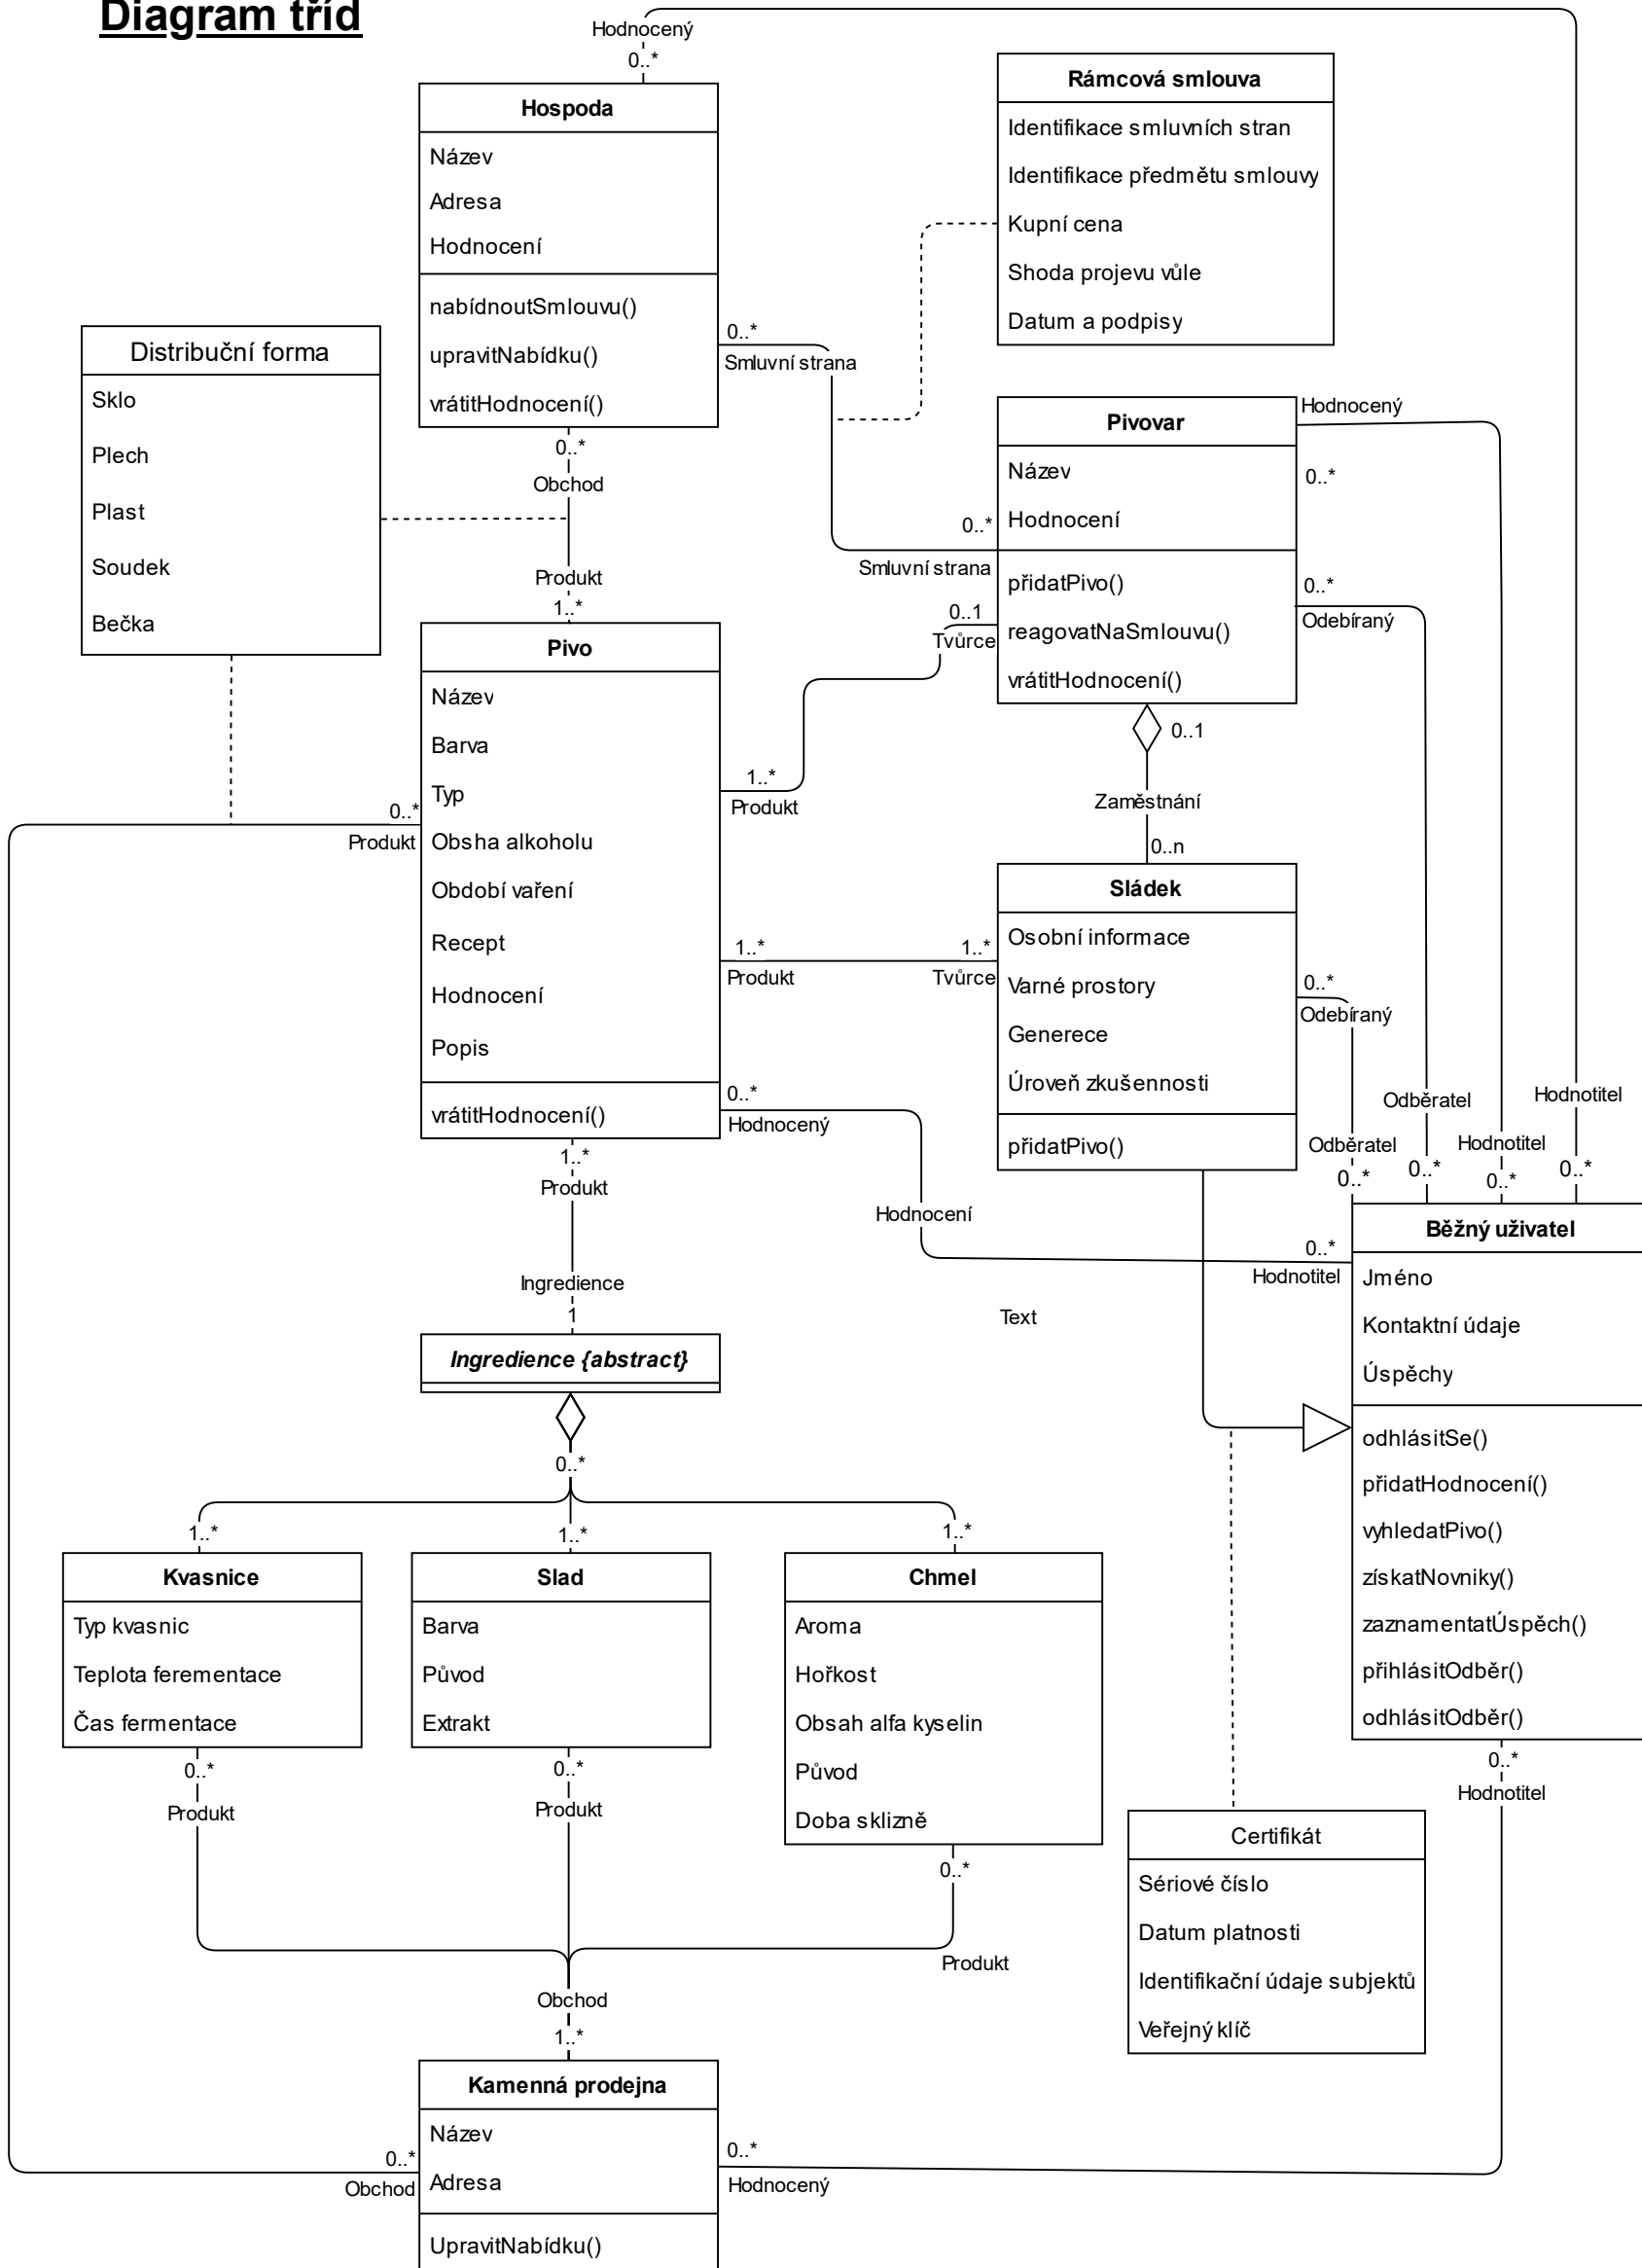 Diagram tříd
Hodnocený
0..*
Hospoda
Název
Adresa
Hodnocení
nabídnoutSmlouvu()
upravitNabídku()
vrátitHodnocení()
Rámcová smlouva
Identifikace smluvních stran
Identifikace předmětu smlouvy
Kupní cena
Shoda projevu vůle
Datum a podpisy
0..*
Smluvní strana
Distribuční forma
Sklo
Plech
Plast
Soudek
Bečka
0..*
Obchod
Produkt
1..*
Pivovar
Název
Hodnocení
přidatPivo()
reagovatNaSmlouvu()
vrátitHodnocení()
Hodnocený
0..*
0..*
Smluvní strana
0..*
Odebíraný
0..1
Tvůrce
Pivo
Název
Barva
Typ
Obsha alkoholu
Období vaření
Recept
Hodnocení
Popis
vrátitHodnocení()
1..*
Produkt
0..*
Produkt
0..1
Zaměstnání
0..n
Sládek
Osobní informace
Varné prostory
Generece
Úroveň zkušennosti
přidatPivo()
1..*
Produkt
1..*
Tvůrce
0..*
Odebíraný
0..*
Hodnocený
Hodnotitel
Odběratel
Hodnotitel
Odběratel
0..*
0..*
0..*
0..*
1..*
Produkt
Hodnocení
0..*
Hodnotitel
Ingredience
1
Text
Běžný uživatel
Jméno
Kontaktní údaje
Úspěchy
odhlásitSe()
přidatHodnocení()
vyhledatPivo()
získatNovniky()
zaznamentatÚspěch()
přihlásitOdběr()
odhlásitOdběr()
Ingredience {abstract}
0..*
1..*
1..*
1..*
Kvasnice
Typ kvasnic
Teplota ferementace
Čas fermentace
Slad
Barva
Původ
Extrakt
Chmel
Aroma
Hořkost
Obsah alfa kyselin
Původ
Doba sklizně
0..*
Produkt
0..*
Produkt
0..*
Produkt
0..*
Hodnotitel
Certifikát
Sériové číslo
Datum platnosti
Identifikační údaje subjektů
Veřejný klíč
Obchod
1..*
Kamenná prodejna
Název
Adresa
UpravitNabídku()
0..*
Obchod
0..*
Hodnocený